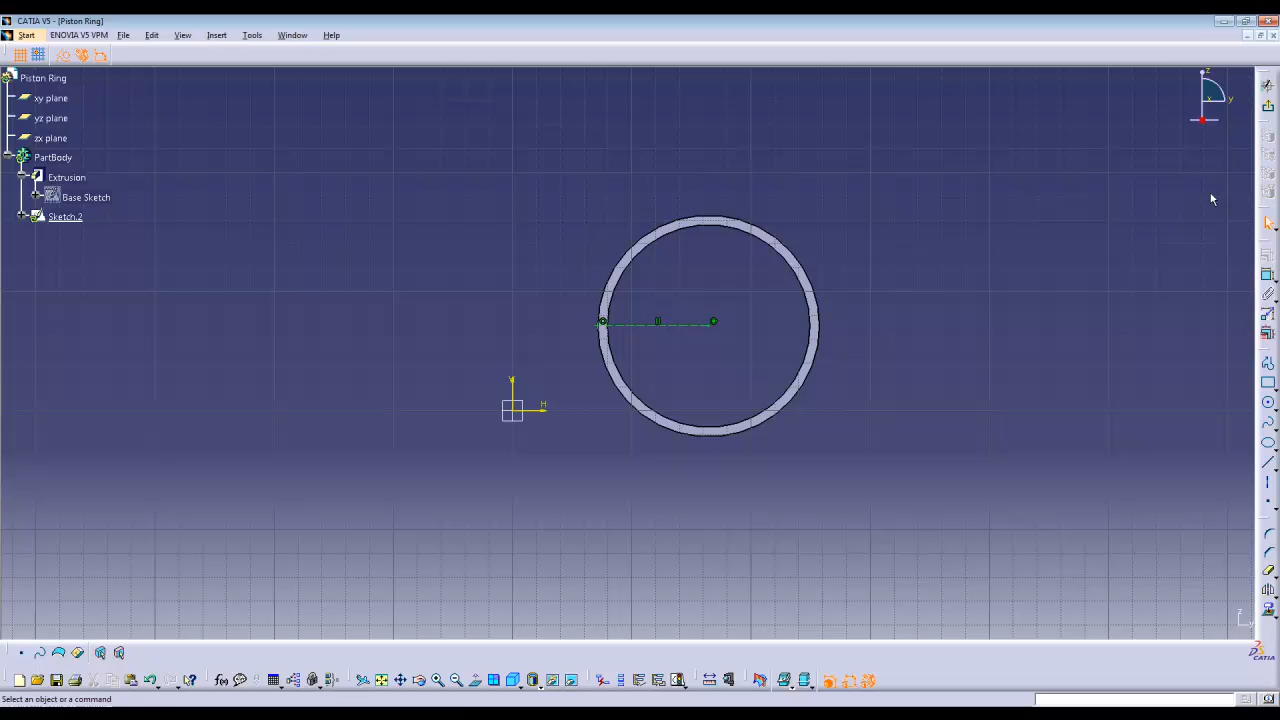 CATIA V5 - [Piston Ring]
Start ENOVIA V5 VPM File Edit View Insert Tools Window Help
Piston Ring
xy plane
yz plane
zx plane
PartBody
Extrusion
Base Sketch
Sketch.2
z
x
y
V
H
z
y
CATIA
Select an object or a command